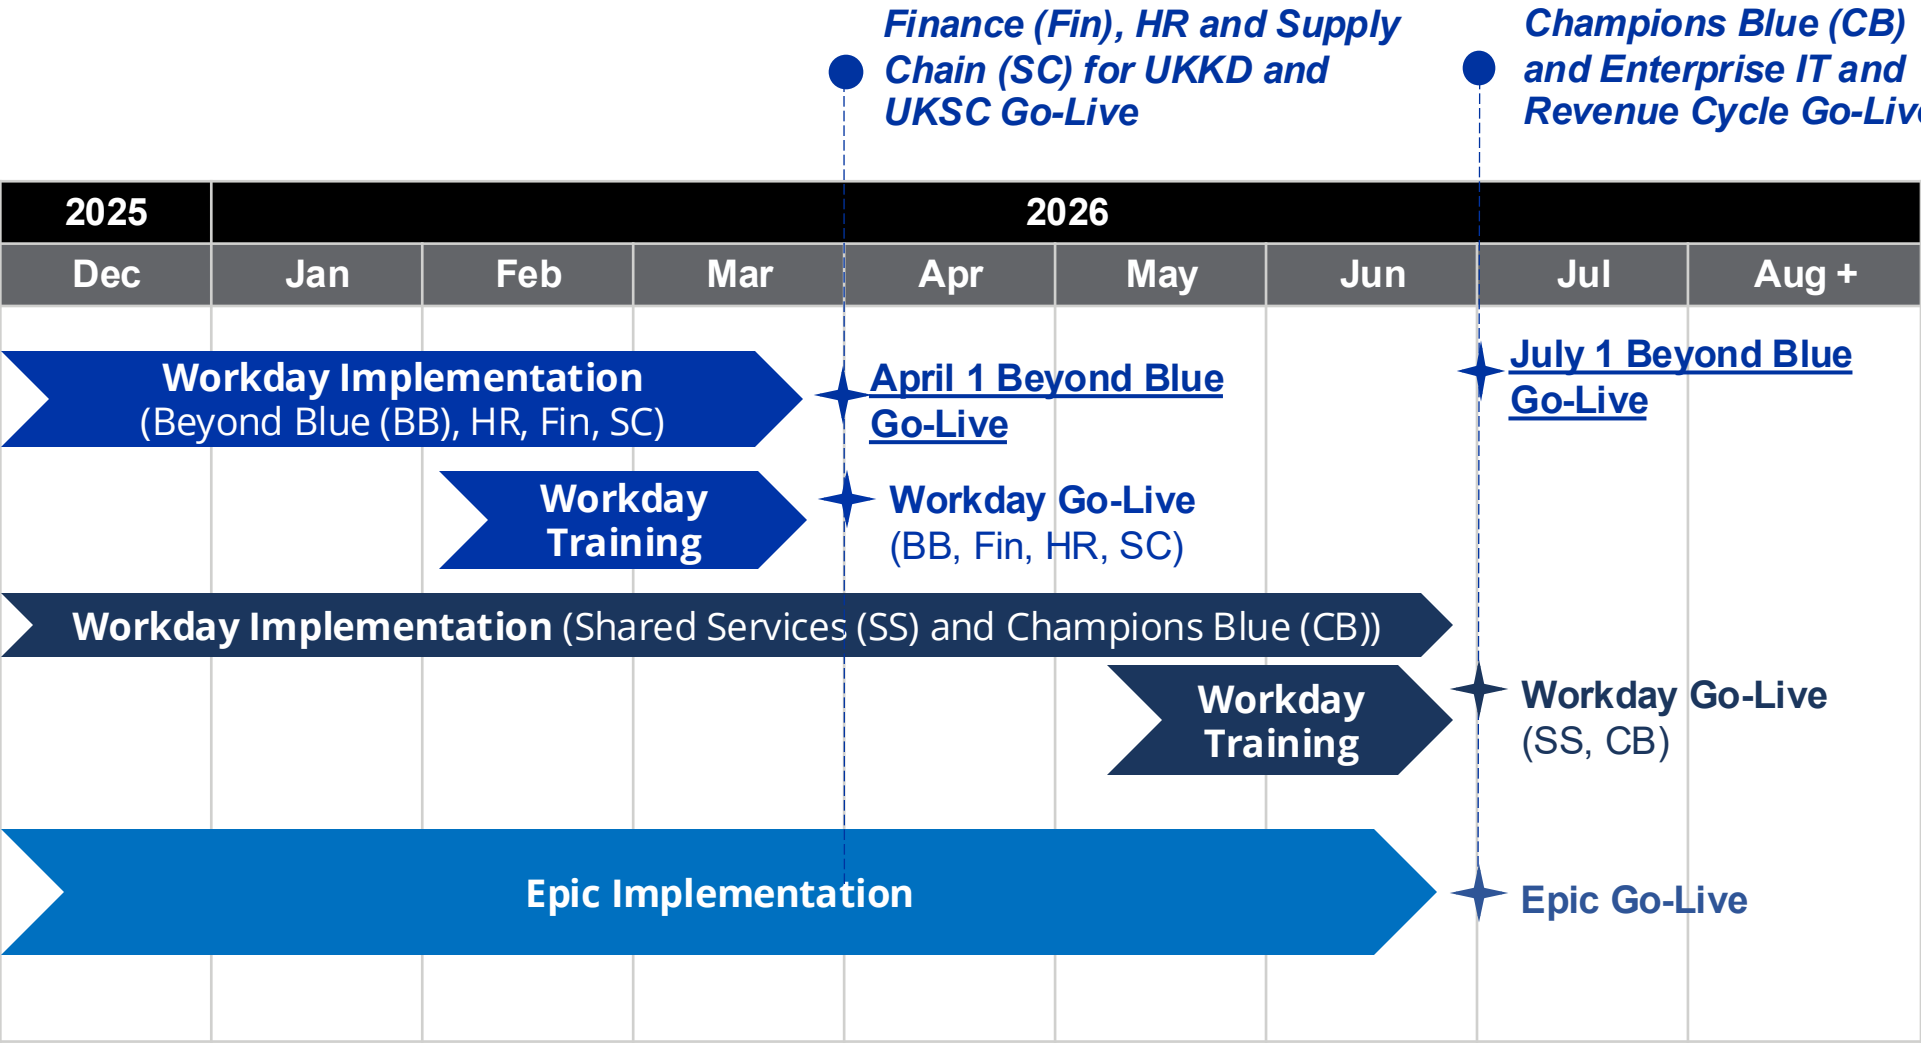 Finance (Fin), HR and Supply
Chain (SC) for UKKD and
UKSC Go-Live
Champions Blue (CB)
and Enterprise IT and
Revenue Cycle Go-Live
2025
2026
Dec
Jan
Feb
Mar
Apr
May
Jun
Jul
Aug +
Workday Implementation
(Beyond Blue (BB), HR, Fin, SC)
April 1 Beyond Blue
Go-Live
July 1 Beyond Blue
Go-Live
Workday
Training
Workday Go-Live
(BB, Fin, HR, SC)
Workday Implementation (Shared Services (SS) and Champions Blue (CB))
Workday
Training
Workday Go-Live
(SS, CB)
Epic Implementation
Epic Go-Live